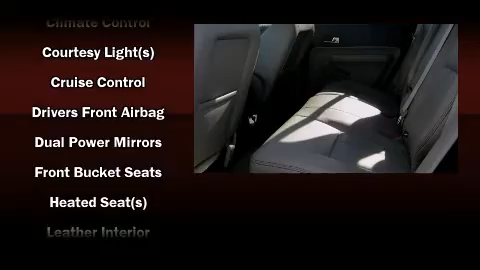 Climate Control
Courtesy Light(s)
Cruise Control
Drivers Front Airbag
Dual Power Mirrors
Front Bucket Seats
Heated Seat(s)
Leather Interior